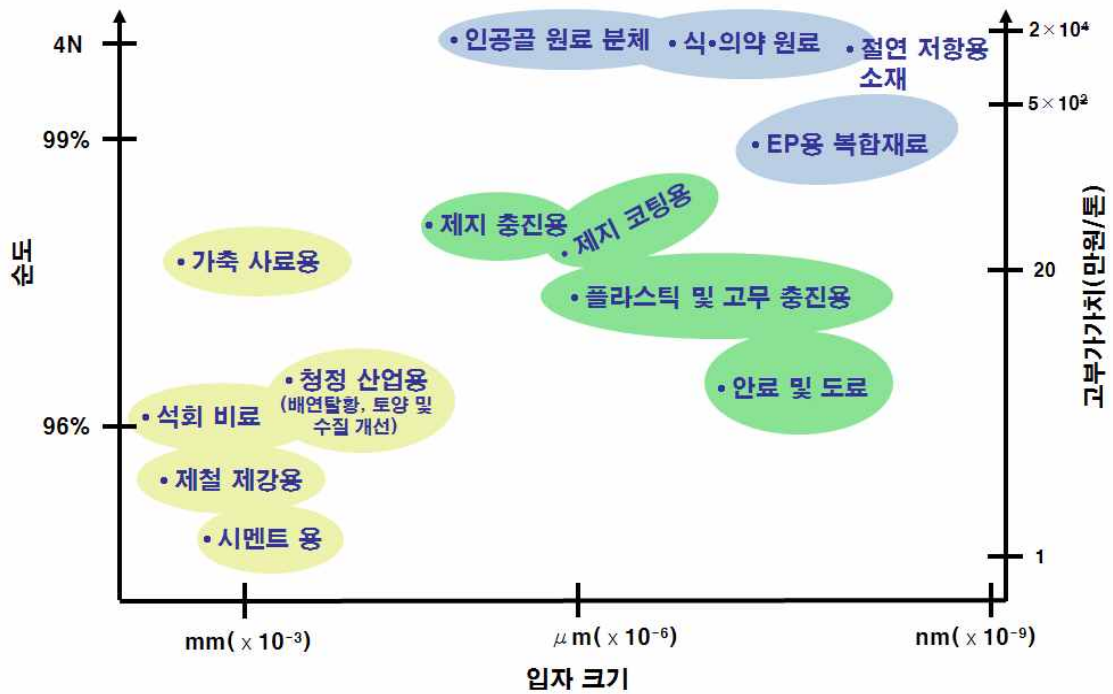 4N
• 인공골 원료 분체
• 식•의약 원료
• 절연 저항용
소재
2×10⁴
5×10²
99%
• EP용 복합재료
• 제지 충진용
• 제지 코팅용
순도
• 가축 사료용
고부가가치(만원/톤)
20
• 플라스틱 및 고무 충진용
• 청정 산업용
(배연탈황, 토양 및
수질 개선)
• 안료 및 도료
• 석회 비료
96%
• 제철 제강용
• 시멘트 용
1
mm( × 10⁻³)
μm( × 10⁻⁶)
nm( × 10⁻⁹)
입자 크기